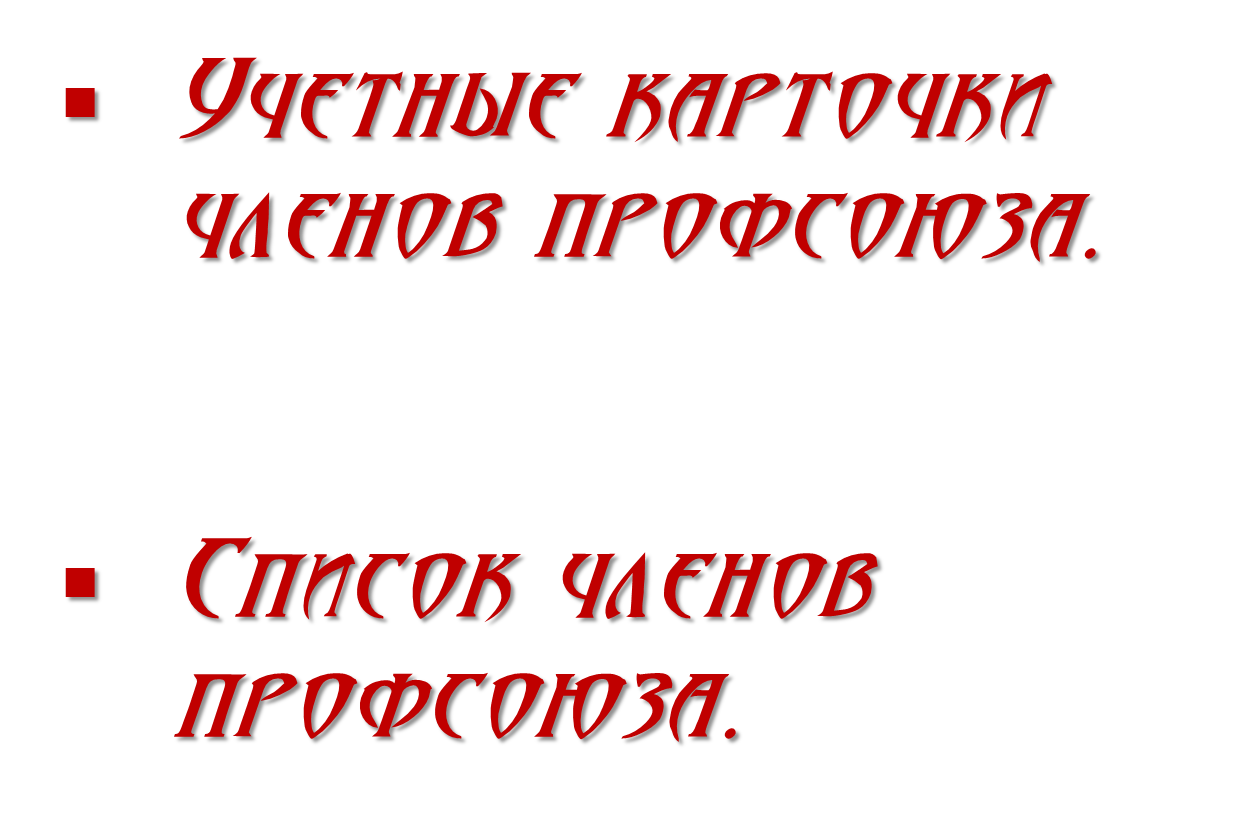 ▪ Учетные карточки
членов профсоюза.
▪ Список членов
профсоюза.